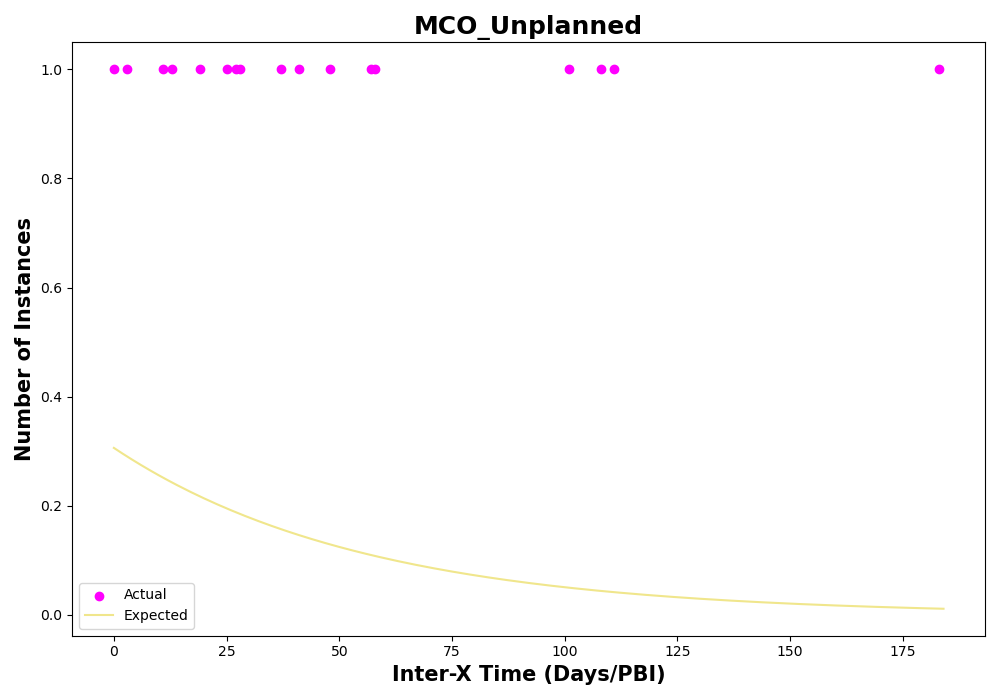 MCO_Unplanned
Number of Instances
1.0
0.8
0.6
0.4
0.2
0.0
Actual
Expected
0 25 50 75 100 125 150 175
Inter-X Time (Days/PBI)